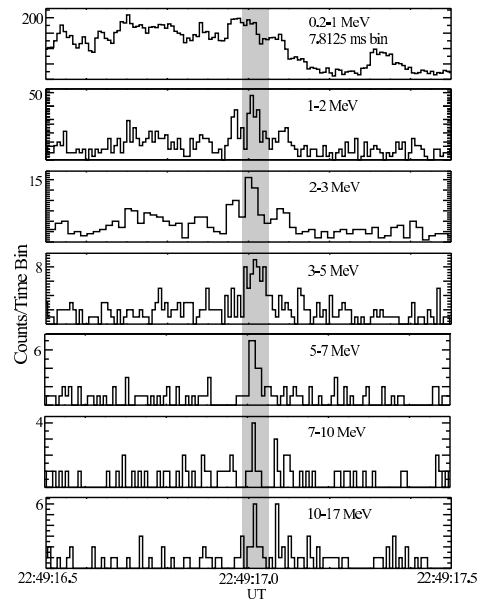 200
0.2-1 MeV
7.8125 ms bin
50
1-2 MeV
15
2-3 MeV
Counts/Time Bin
8
3-5 MeV
6
5-7 MeV
4
7-10 MeV
6
10-17 MeV
22:49:16.5 22:49:17.0 22:49:17.5
UT